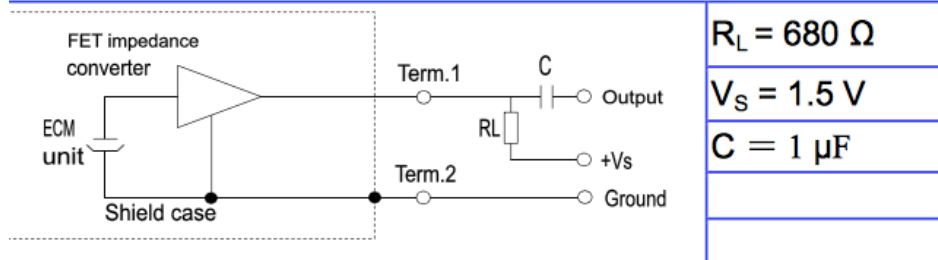 FET impedance
converter
Term.1
C
Output
ECM
unit
RL
+Vs
Term.2
Ground
Shield case
R_L = 680 Ω
V_S = 1.5 V
C = 1 µF